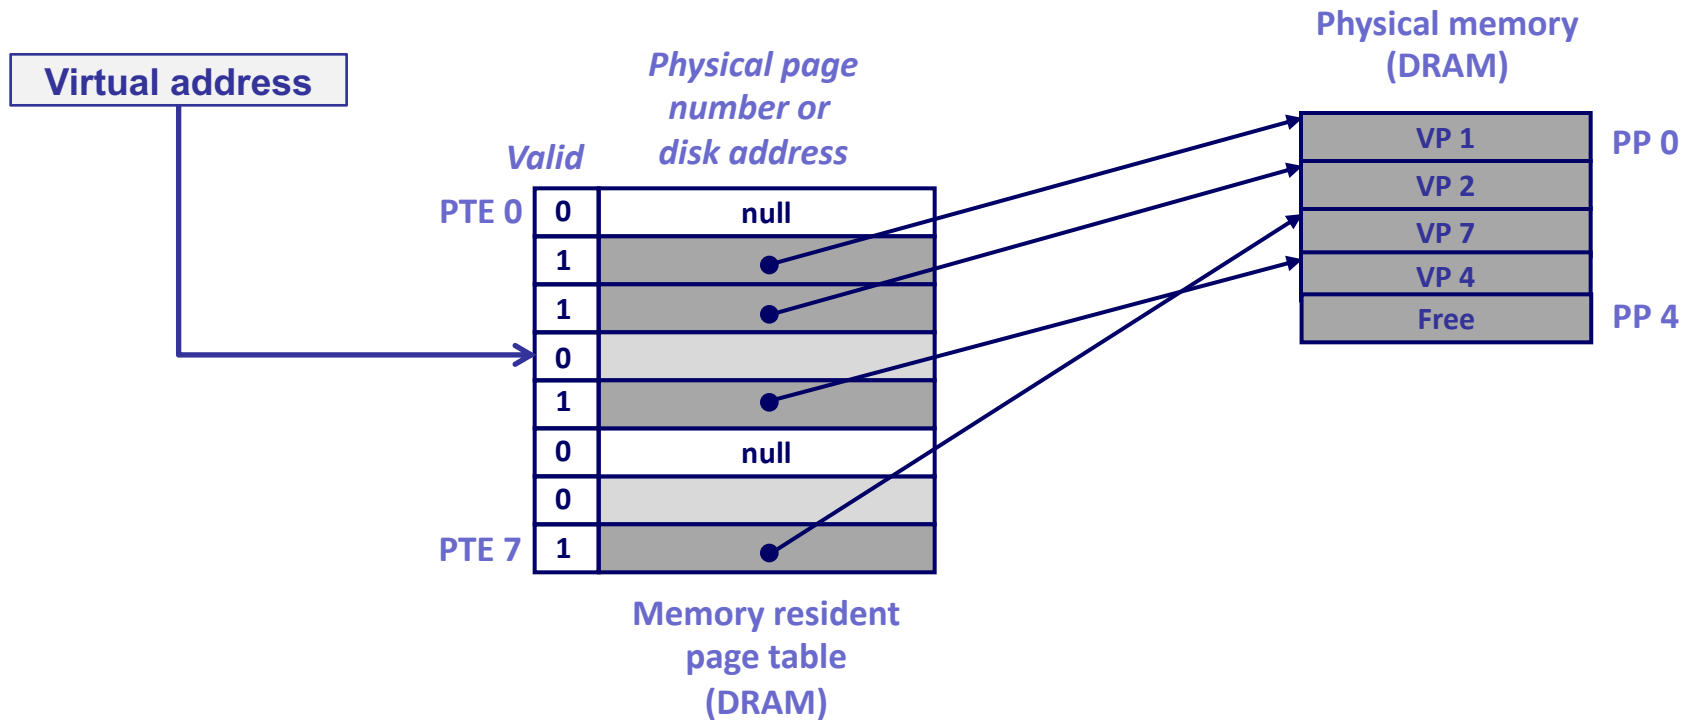 Virtual address
Physical page
number or
disk address
Valid
PTE 0
0
null
1
1
0
1
0
null
0
PTE 7
1
Memory resident
page table
(DRAM)
Physical memory
(DRAM)
VP 1
PP 0
VP 2
VP 7
VP 4
Free
PP 4